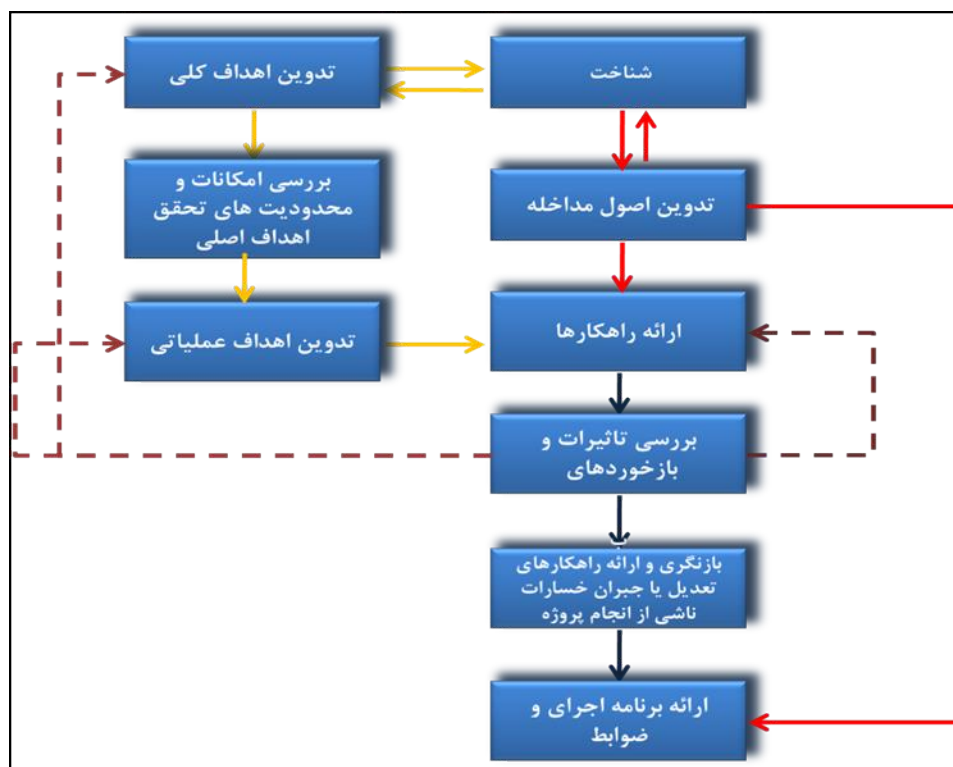 شناخت
تدوین اهداف کلی
تدوین اصول مداخله
بررسی امکانات و
محدودیت های تحقق
اهداف اصلی
ارائه راهکارها
تدوین اهداف عملیاتی
بررسی تاثیرات و
بازخوردهای
بازنگری و ارائه راهکارهای
تعدیل یا جبران خسارات
ناشی از انجام پروژه
ارائه برنامه اجرای و
ضوابط